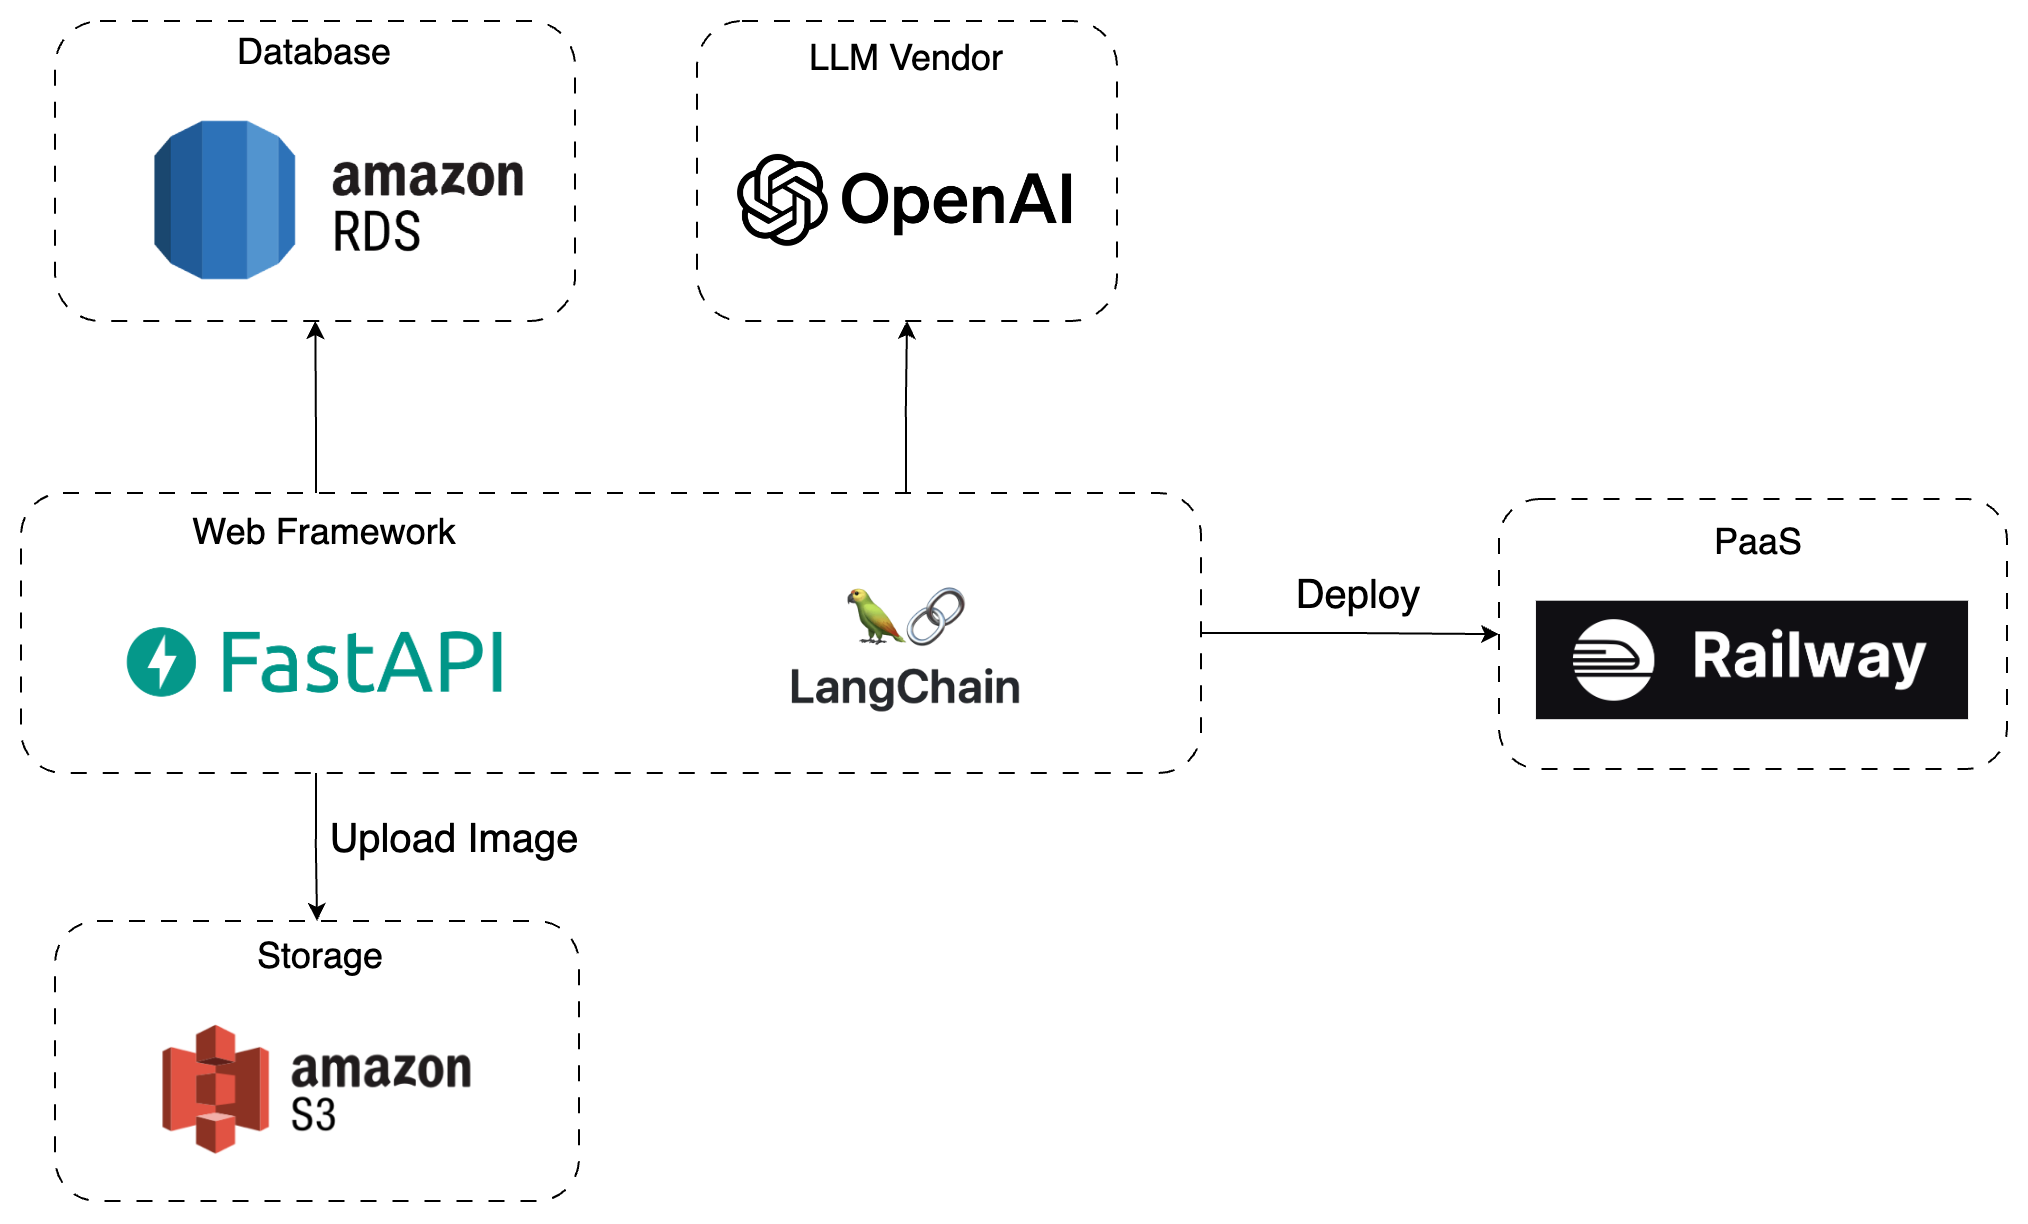 Database
amazon
RDS
LLM Vendor
OpenAI
Web Framework
FastAPI
LangChain
Deploy
PaaS
Railway
Upload Image
Storage
amazon
S3